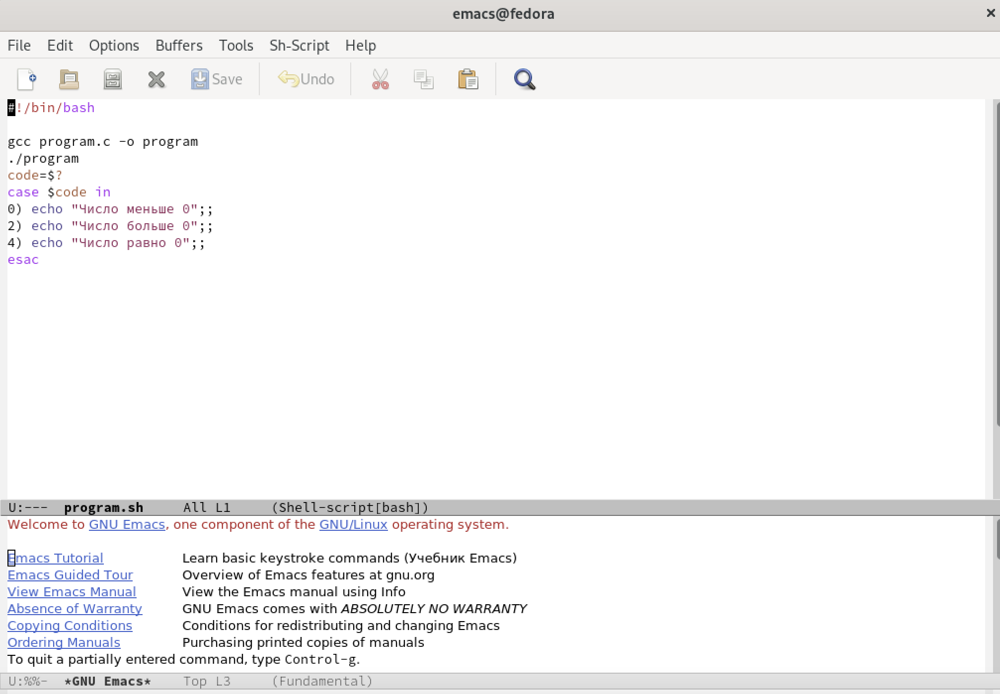 emacs@fedora
File Edit Options Buffers Tools Sh-Script Help
Save Undo
#!/bin/bash
gcc program.c -o program
./program
code=$?
case $code in
0) echo "Число меньше 0";;
2) echo "Число больше 0";;
4) echo "Число равно 0";;
esac
U:--- program.sh All L1 (Shell-script[bash])
Welcome to GNU Emacs, one component of the GNU/Linux operating system.
Emacs Tutorial Learn basic keystroke commands (Учебник Emacs)
Emacs Guided Tour Overview of Emacs features at gnu.org
View Emacs Manual View the Emacs manual using Info
Absence of Warranty GNU Emacs comes with ABSOLUTELY NO WARRANTY
Copying Conditions Conditions for redistributing and changing Emacs
Ordering Manuals Purchasing printed copies of manuals
To quit a partially entered command, type Control-g.
U:%%- *GNU Emacs* Top L3 (Fundamental)